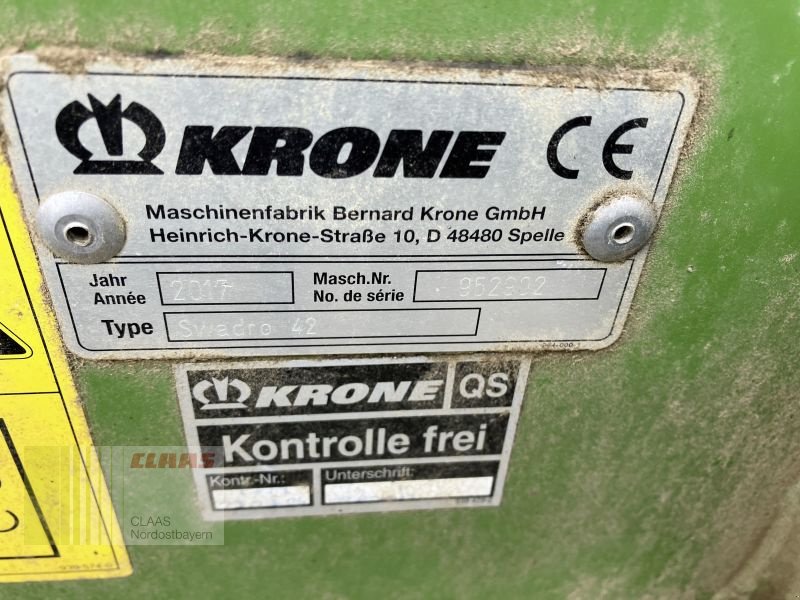 KRONE CE
Maschinenfabrik Bernard Krone GmbH
Heinrich-Krone-Straße 10, D 48480 Spelle
Jahr
Année
2017
Masch.Nr.
No. de série
952992
Type
Swadro 42
KRONE QS
Kontrolle frei
Kontr.-Nr.:
Unterschrift:
CLAAS
CLAAS
Nordostbayern